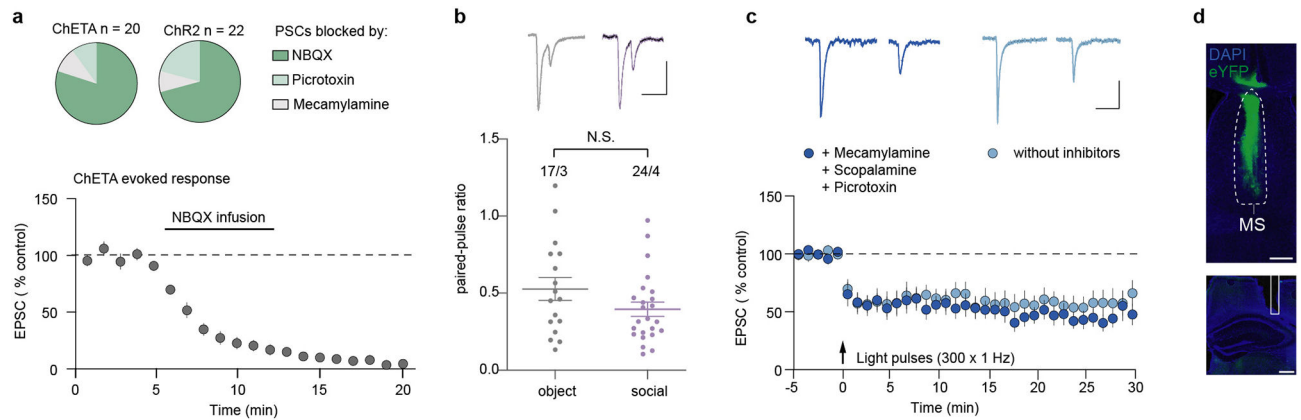 a
ChETA n = 20
ChR2 n = 22
PSCs blocked by:
NBQX
Picrotoxin
Mecamylamine
ChETA evoked response
NBQX infusion
EPSC ( % control)
150
100
50
0
0
5
10
15
20
Time (min)
b
N.S.
17/3
24/4
paired-pulse ratio
1.5
1.0
0.5
0.0
object
social
c
+ Mecamylamine
+ Scopalamine
+ Picrotoxin
without inhibitors
EPSC ( % control)
150
100
50
0
Light pulses (300 x 1 Hz)
-5
0
5
10
15
20
25
30
Time (min)
d
DAPI
eYFP
MS